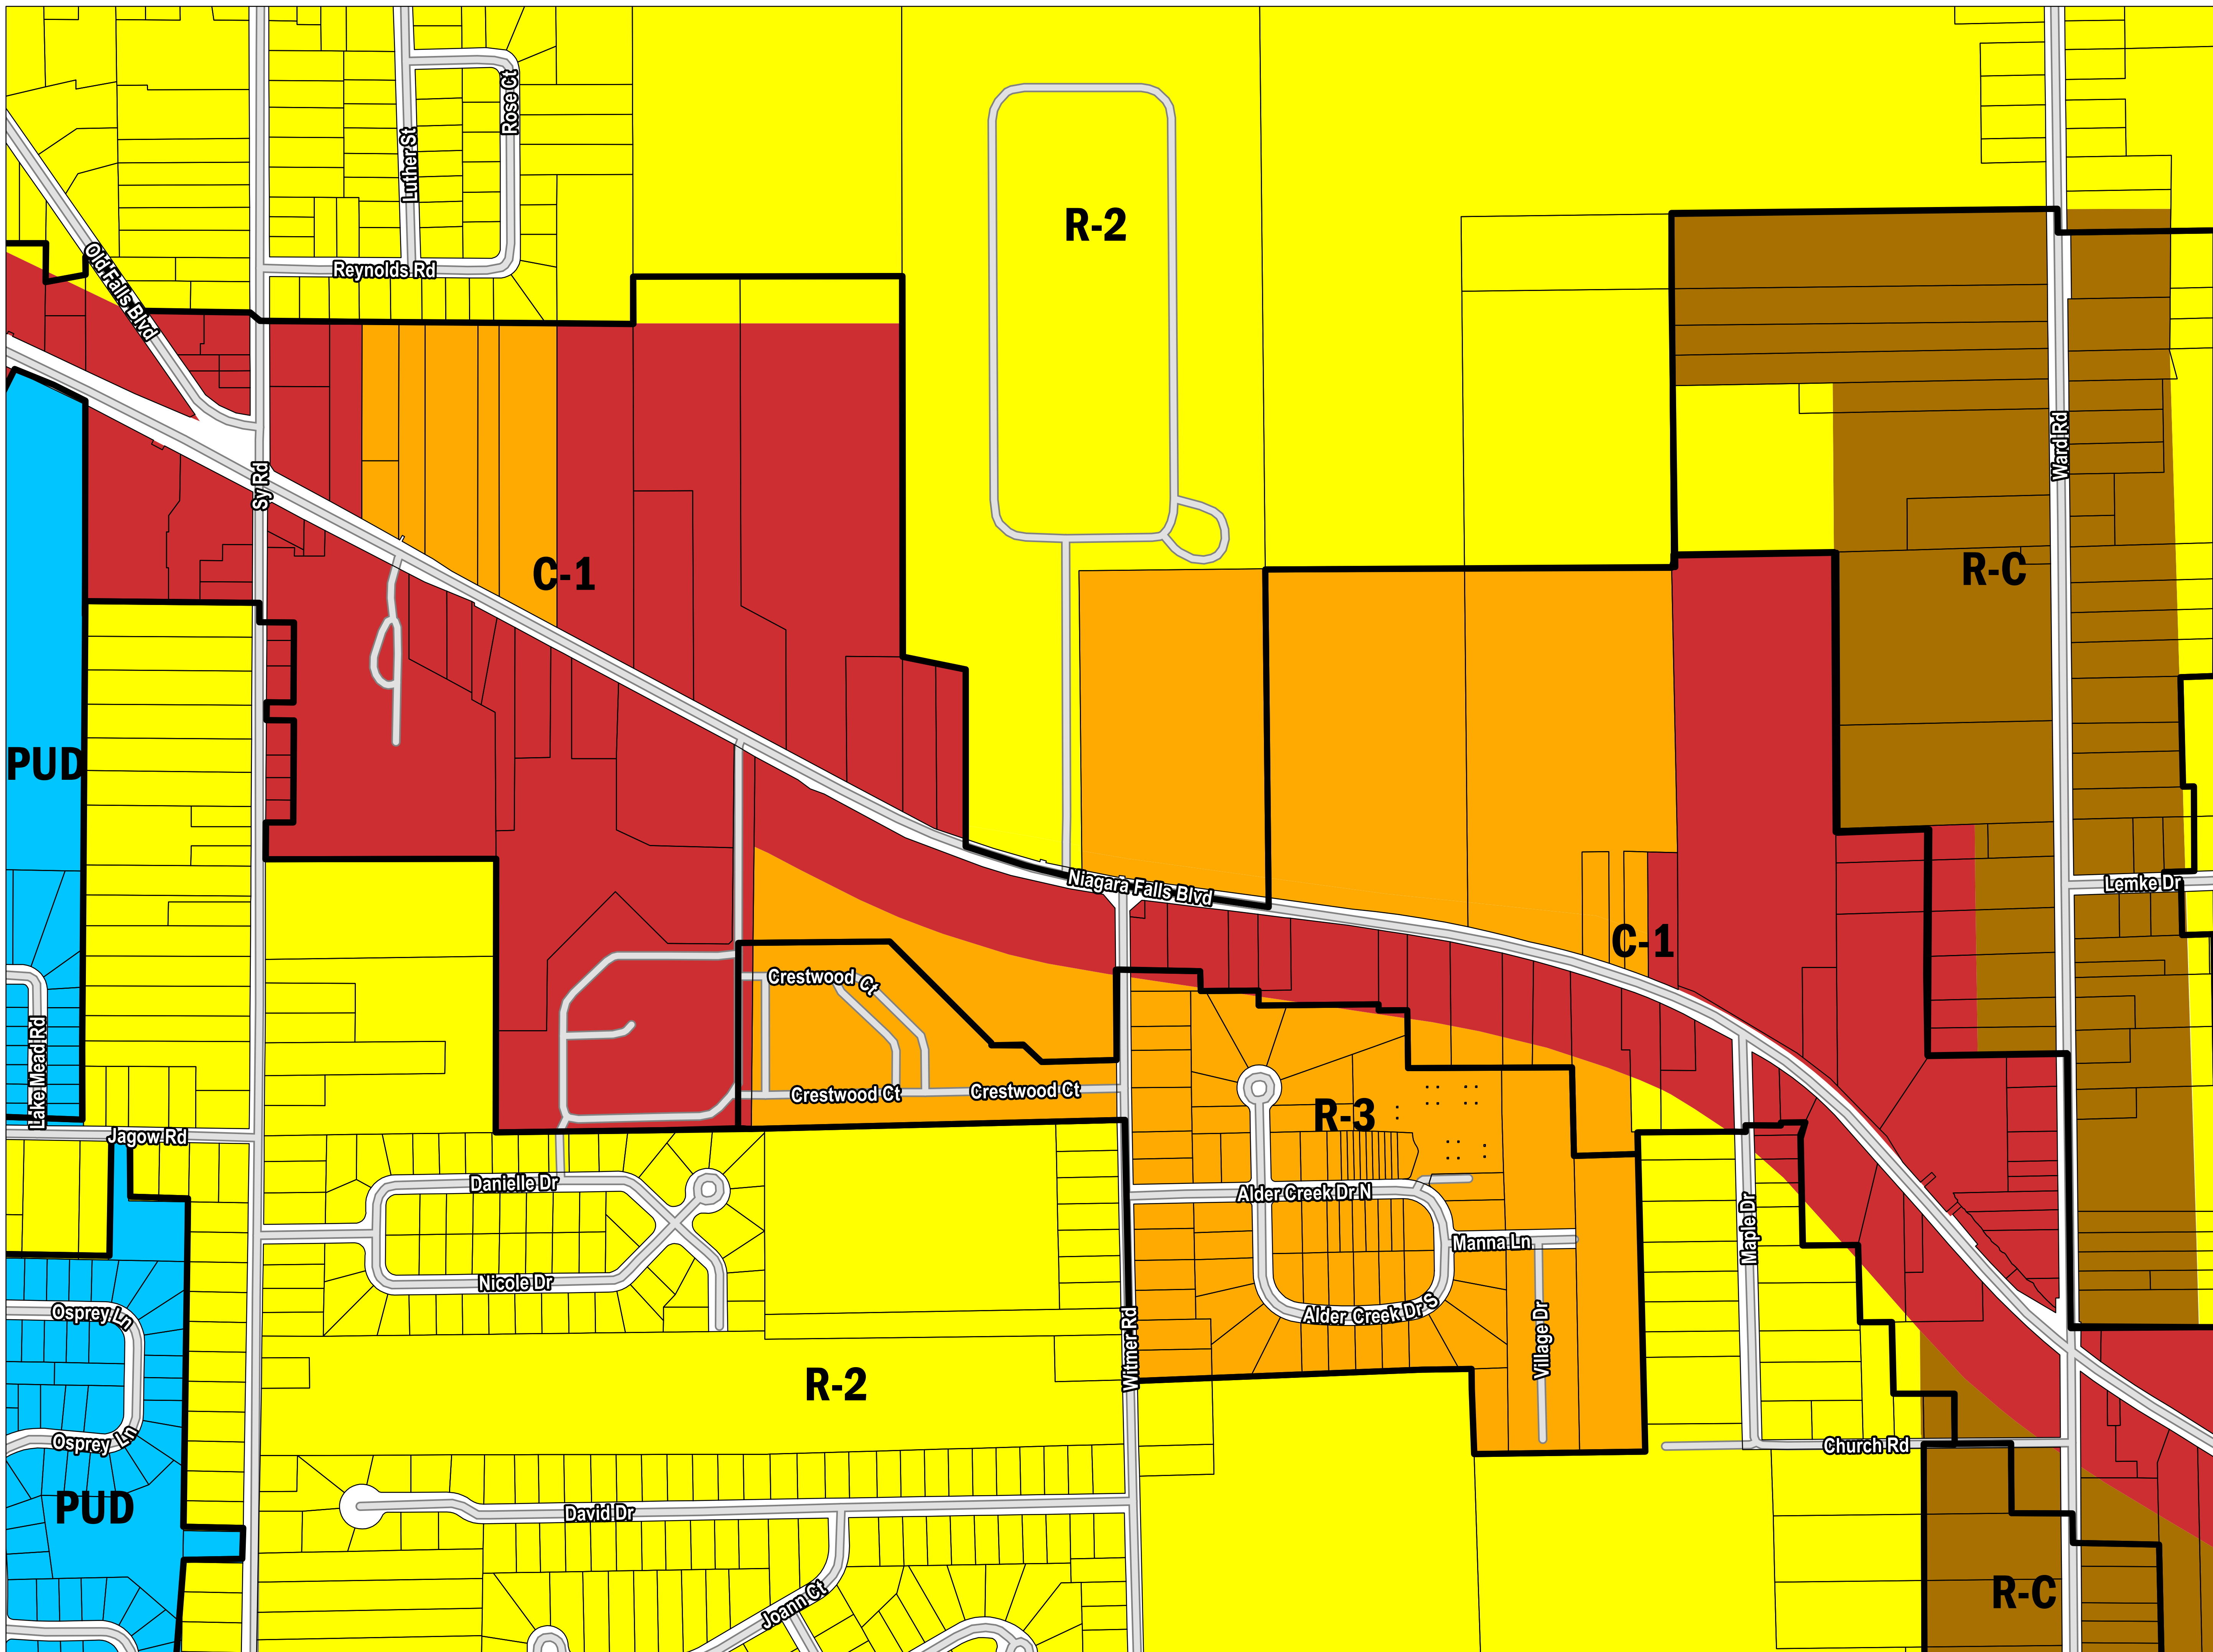 Rose Ct
Luther St
R-2
Old Falls Blvd
Reynolds Rd
Ward Rd
Sy Rd
C-1
R-C
PUD
Niagara Falls Blvd
Lemke Dr
C-1
Crestwood Cr
Lake Mead Rd
Crestwood Ct
Crestwood Ct
R-3
Jagow Rd
Danielle Dr
Alder Creek Dr N
Maple Dr
Manna Ln
Nicole Dr
Osprey Ln
Alder Creek Dr S
Village Dr
Witmer Rd
R-2
Osprey Ln
Church Rd
PUD
David Dr
R-C
Joann Ct